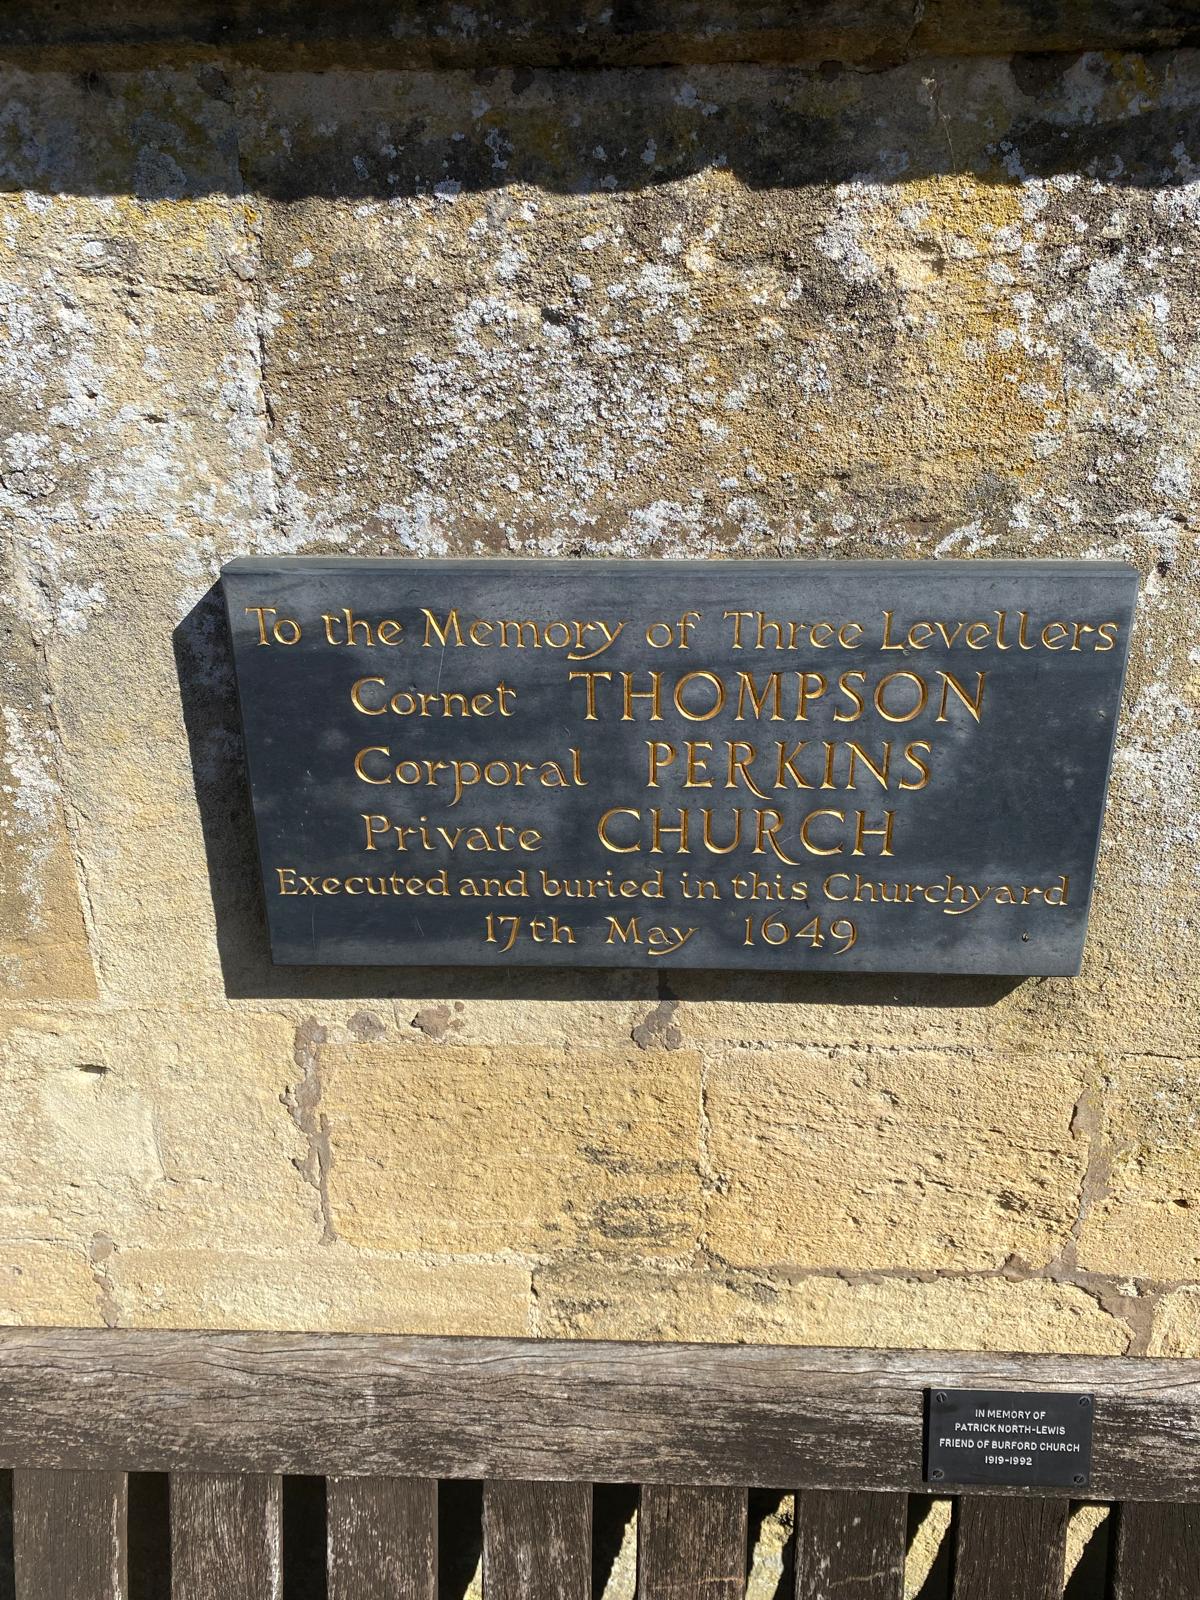 To the Memory of Three Levellers
Cornet THOMPSON
Corporal PERKINS
Private CHURCH
Executed and buried in this Churchyard
17th May 1649
IN MEMORY OF
PATRICK NORTH-LEWIS
FRIEND OF BURFORD CHURCH
1919-1992